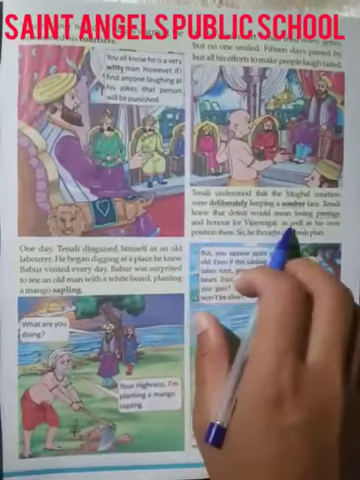 SAINT ANGELS PUBLIC SCHOOL
but no one smiled. Fifteen days passed by
but all his efforts to make people laugh failed.
You all know he is a very
witty man. However, if I
find anyone laughing at
his jokes that person
will be punished.
Tenali understood that the Mughal courtiers
were deliberately keeping a somber face. Tenali
knew that defeat would mean losing prestige
and honour for Vijaynagar, as well as his own
position there. So, he thought
plan.
One day, Tenali disguised himself as an old
labourer. He began digging at a place he knew
Babur visited every day. Babur was surprised
to see an old man with a white beard, planting
a mango sapling.
But, you appear quite
old. Even if this sapling
takes root,
bears fruit
you gain?
won't be alive
What are you
doing?
Your Highness, I'm
planting a mango
sapling.